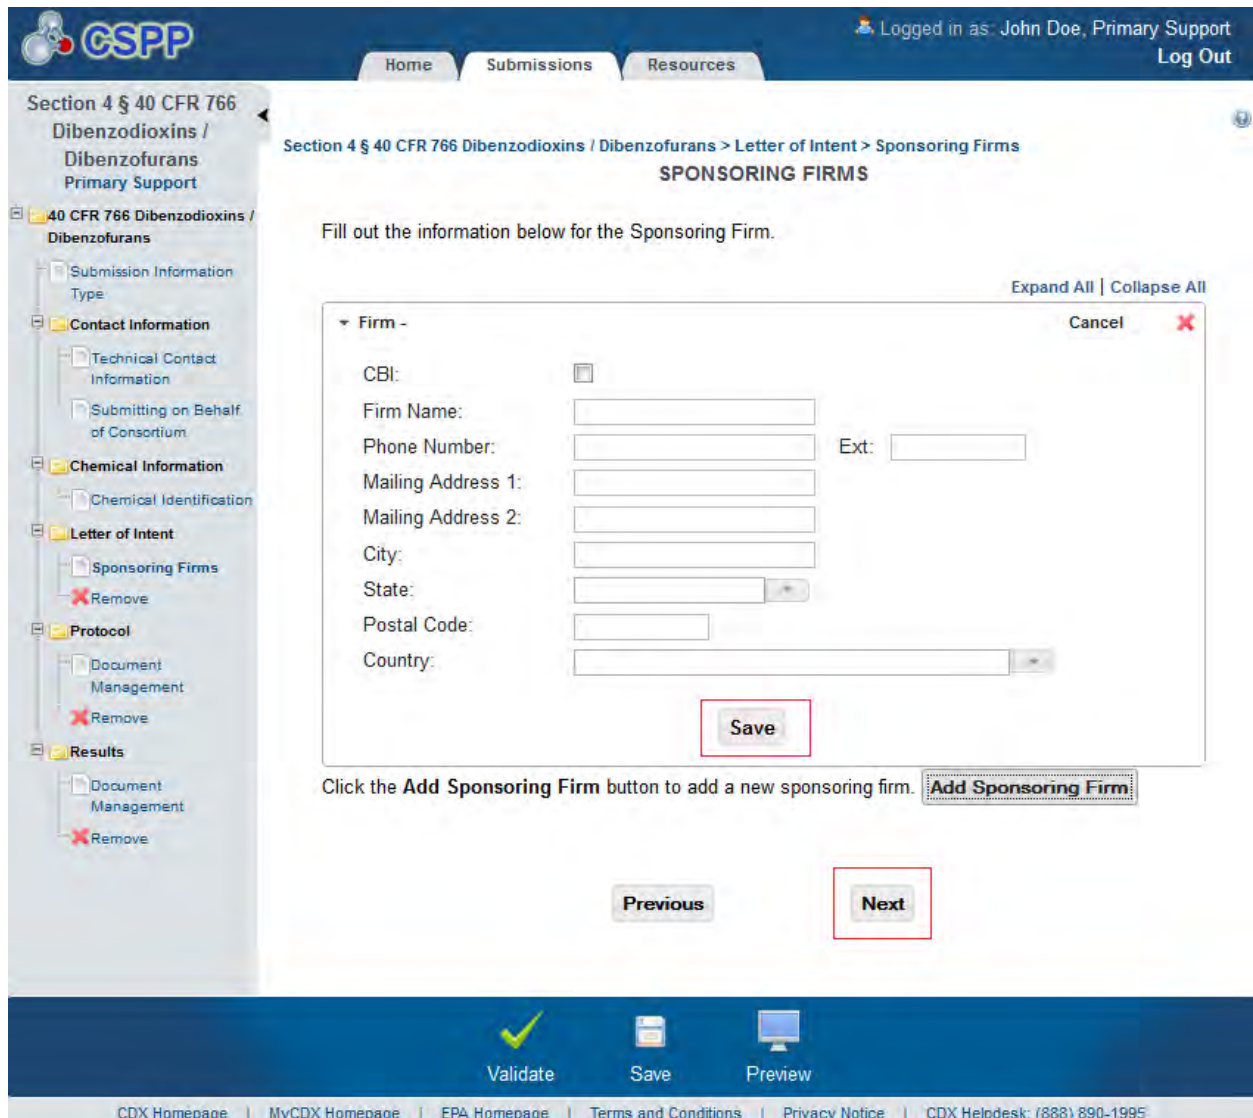 CSPP
Logged in as: John Doe, Primary Support
Log Out
Home Submissions Resources
Section 4 § 40 CFR 766
Dibenzodioxins /
Dibenzofurans
Primary Support
40 CFR 766 Dibenzodioxins /
Dibenzofurans
Submission Information
Type
Contact Information
Technical Contact
Information
Submitting on Behalf
of Consortium
Chemical Information
Chemical Identification
Letter of Intent
Sponsoring Firms
Remove
Protocol
Document
Management
Remove
Results
Document
Management
Remove
Section 4 § 40 CFR 766 Dibenzodioxins / Dibenzofurans > Letter of Intent > Sponsoring Firms
SPONSORING FIRMS
Fill out the information below for the Sponsoring Firm.
Expand All | Collapse All
Firm - Cancel
CBI:
Firm Name:
Phone Number: Ext:
Mailing Address 1:
Mailing Address 2:
City:
State:
Postal Code:
Country:
Save
Click the Add Sponsoring Firm button to add a new sponsoring firm. Add Sponsoring Firm
Previous Next
Validate Save Preview
CDX Homepage | MyCDX Homepage | EPA Homepage | Terms and Conditions | Privacy Notice | CDX Helpdesk: (888) 890-1995